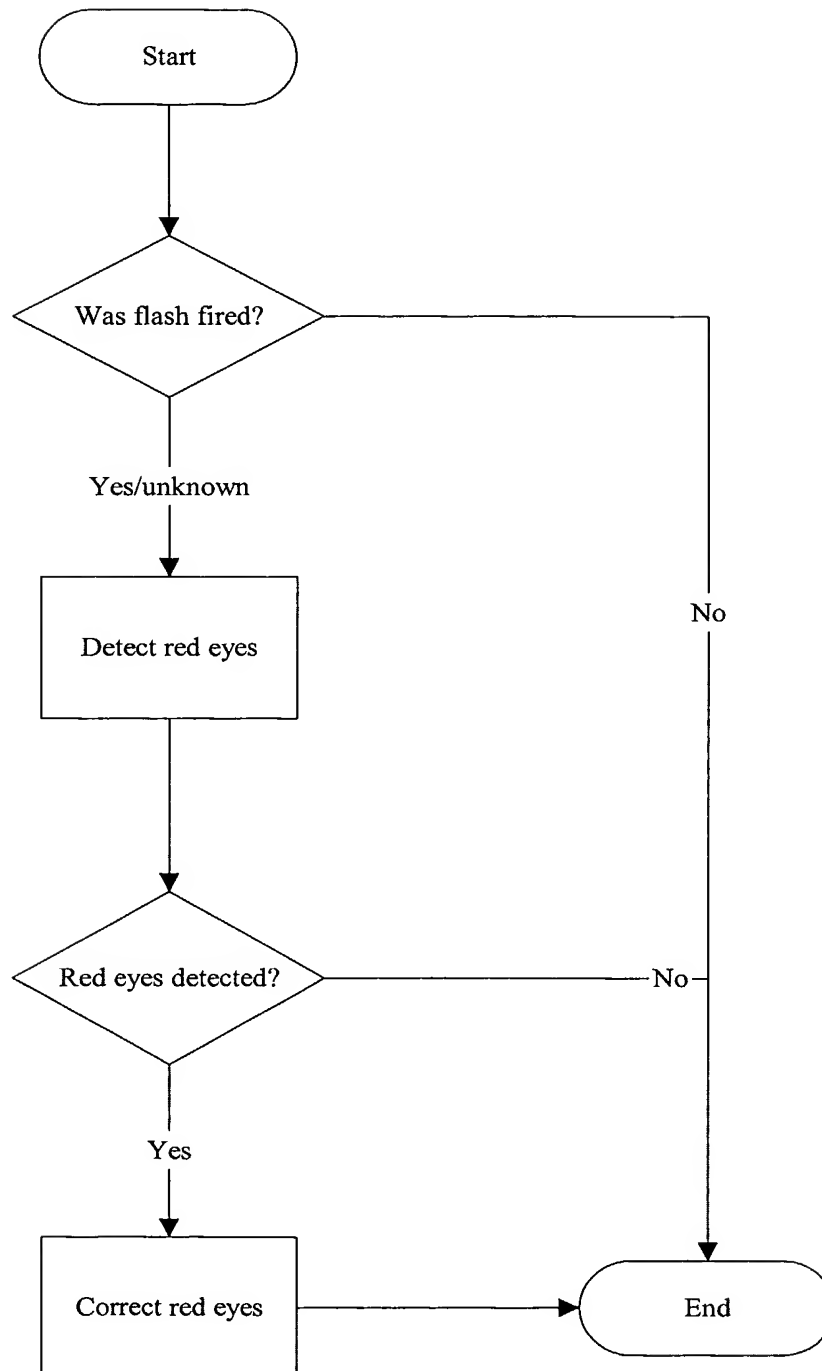 Start
Was flash fired?
Yes/unknown
No
Detect red eyes
Red eyes detected?
No
Yes
Correct red eyes
End